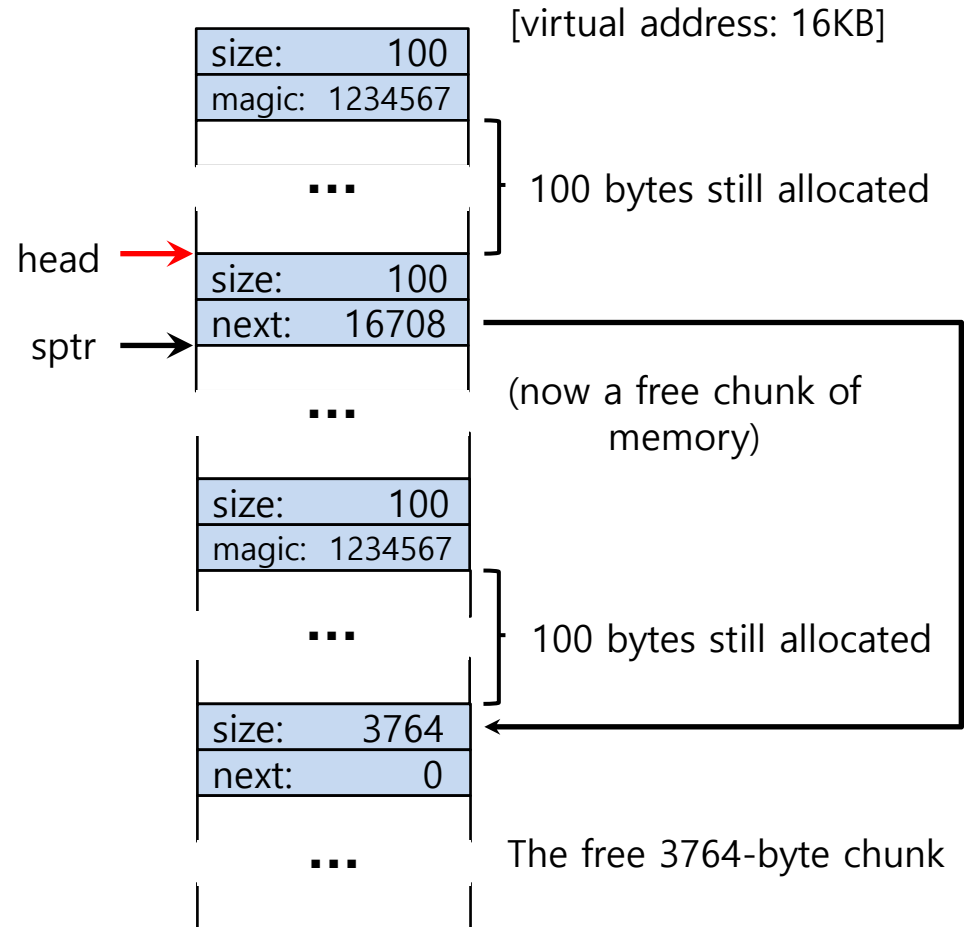 [virtual address: 16KB]
size: 100
magic: 1234567
...
100 bytes still allocated
head
size: 100
next: 16708
sptr
...
(now a free chunk of
memory)
size: 100
magic: 1234567
...
100 bytes still allocated
size: 3764
next: 0
...
The free 3764-byte chunk